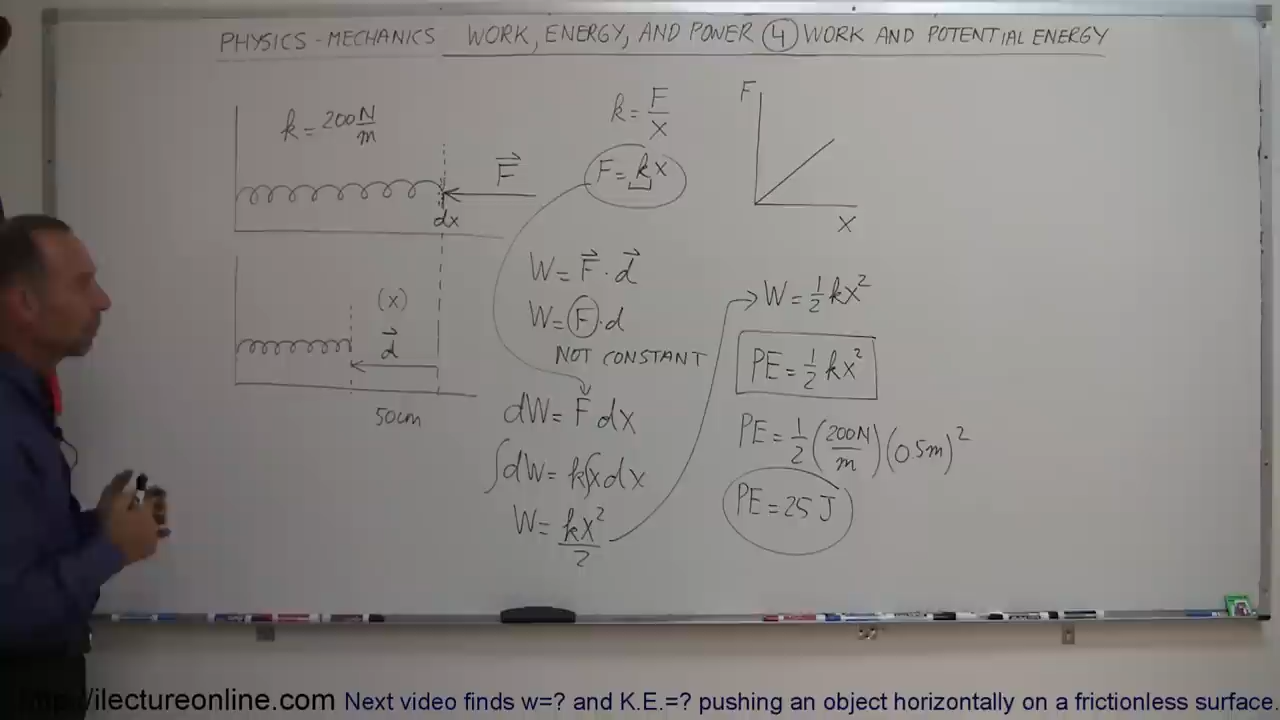 PHYSICS - MECHANICS WORK, ENERGY, AND POWER ④ WORK AND POTENTIAL ENERGY
k = 200 N/m
F⃗
dx
(x)
d⃗
50cm
k = F/x
F = kx
W = F⃗ · d⃗
W = F · d
NOT CONSTANT
dW = F dx
∫dW = k∫x dx
W = kx²/2
F
X
W = ½ kx²
PE = ½ kx²
PE = ½ (200N/m) (0.5m)²
PE = 25 J
http://ilectureonline.com Next video finds w=? and K.E.=? pushing an object horizontally on a frictionless surface.